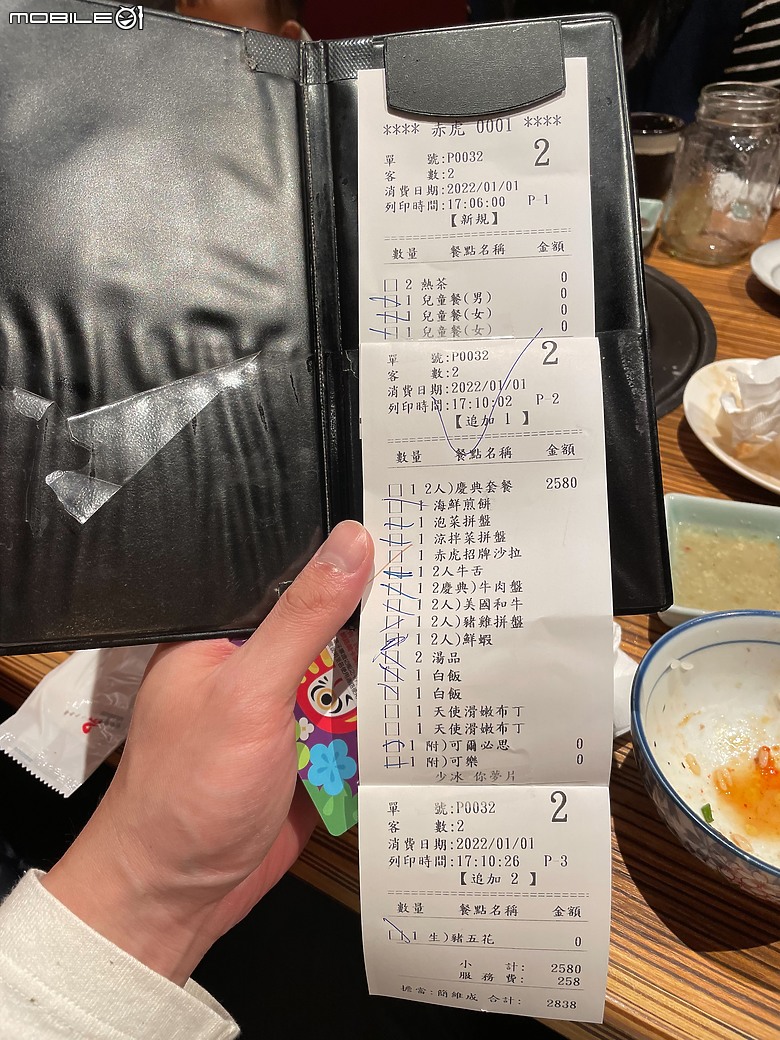 MOBILE01
**** 赤虎 0001 ****
單 號:P0032 2
客 數:2
消費日期:2022/01/01
列印時間:17:06:00 P-1
【新規】
數量 餐點名稱 金額
2 熱茶 0
1 兒童餐(男) 0
1 兒童餐(女) 0
1 兒童餐(女) 0
單 號:P0032 2
客 數:2
消費日期:2022/01/01
列印時間:17:10:02 P-2
【追加 1 】
數量 餐點名稱 金額
1 2人)慶典套餐 2580
1 海鮮煎餅
1 泡菜拼盤
1 涼拌菜拼盤
1 赤虎招牌沙拉
1 2人牛舌
1 2慶典)牛肉盤
1 2人)美國和牛
1 2人)豬雞拼盤
1 2人)鮮蝦
2 湯品
1 白飯
1 白飯
1 天使滑嫩布丁
1 天使滑嫩布丁
1 附)可爾必思 0
1 附)可樂 0
少冰 你夢片
單 號:P0032 2
客 數:2
消費日期:2022/01/01
列印時間:17:10:26 P-3
【追加 2 】
數量 餐點名稱 金額
1 生)豬五花 0
小 計: 2580
服 務 費: 258
擔當:簡維成 合計: 2838